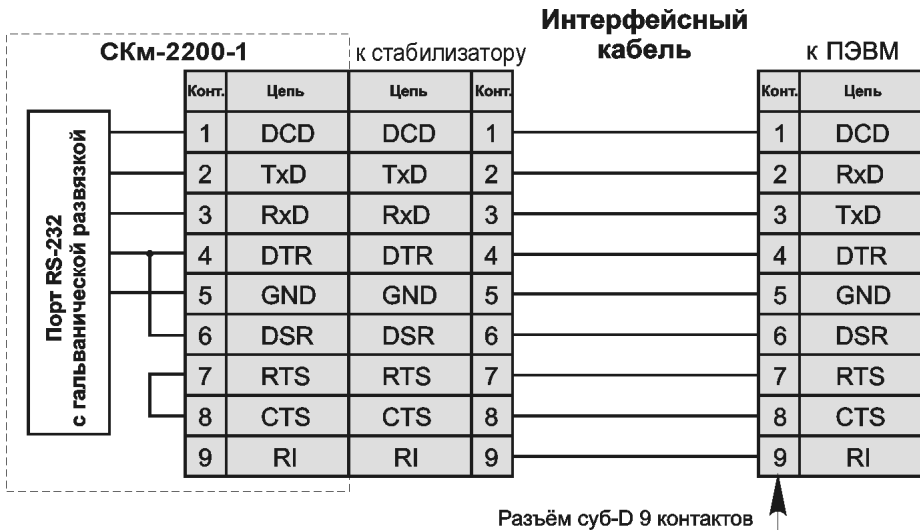 Интерфейсный
кабель
СКм-2200-1
к стабилизатору
к ПЭВМ
Конт. Цепь Цепь Конт. Конт. Цепь
1 DCD DCD 1 1 DCD
2 TxD TxD 2 2 RxD
3 RxD RxD 3 3 TxD
4 DTR DTR 4 4 DTR
5 GND GND 5 5 GND
6 DSR DSR 6 6 DSR
7 RTS RTS 7 7 RTS
8 CTS CTS 8 8 CTS
9 RI RI 9 9 RI
Порт RS-232
с гальванической развязкой
Разъём суб-D 9 контактов